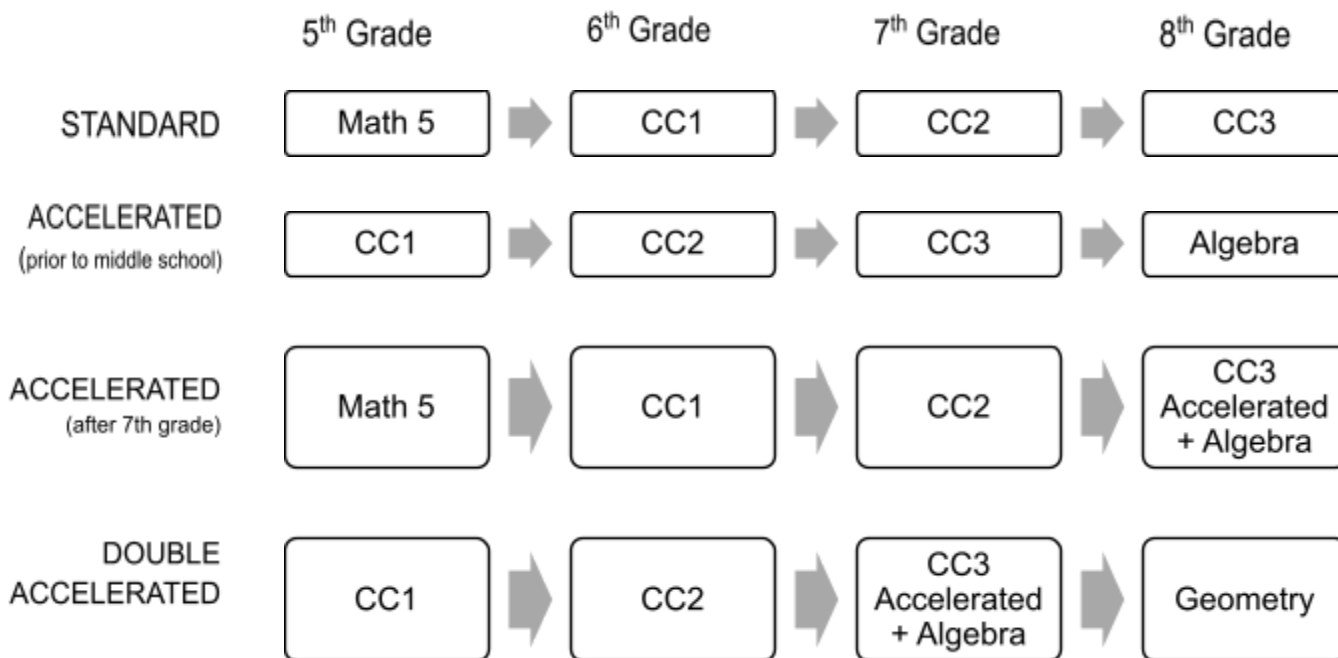 5th Grade 6th Grade 7th Grade 8th Grade
STANDARD Math 5 CC1 CC2 CC3
ACCELERATED
(prior to middle school)
CC1 CC2 CC3 Algebra
ACCELERATED
(after 7th grade)
Math 5 CC1 CC2
CC3
Accelerated
+ Algebra
DOUBLE
ACCELERATED
CC1 CC2
CC3
Accelerated
+ Algebra
Geometry